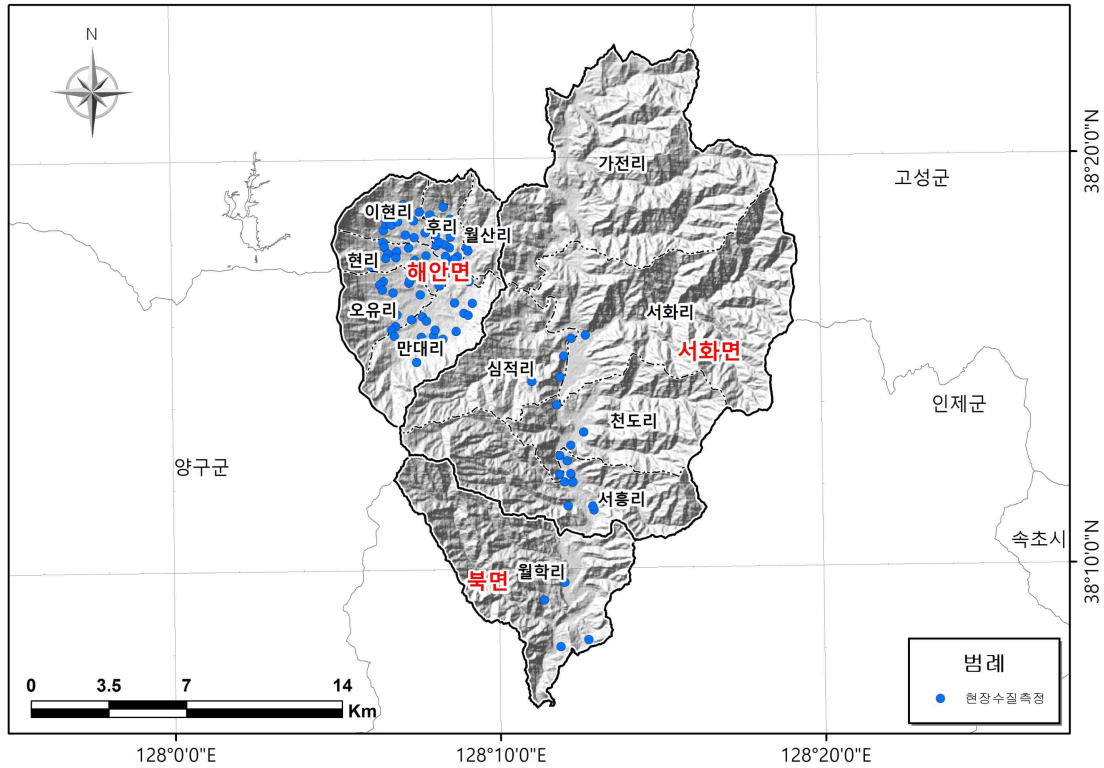 N
38°20'0"N
가전리
고성군
이현리
후리
월산리
현리
해안면
오유리
서화리
만대리
서화면
심적리
인제군
천도리
양구군
서흥리
속초시
38°10'0"N
월학리
북면
범례
현장수질측정
0 3.5 7 14
Km
128°0'0"E 128°10'0"E 128°20'0"E